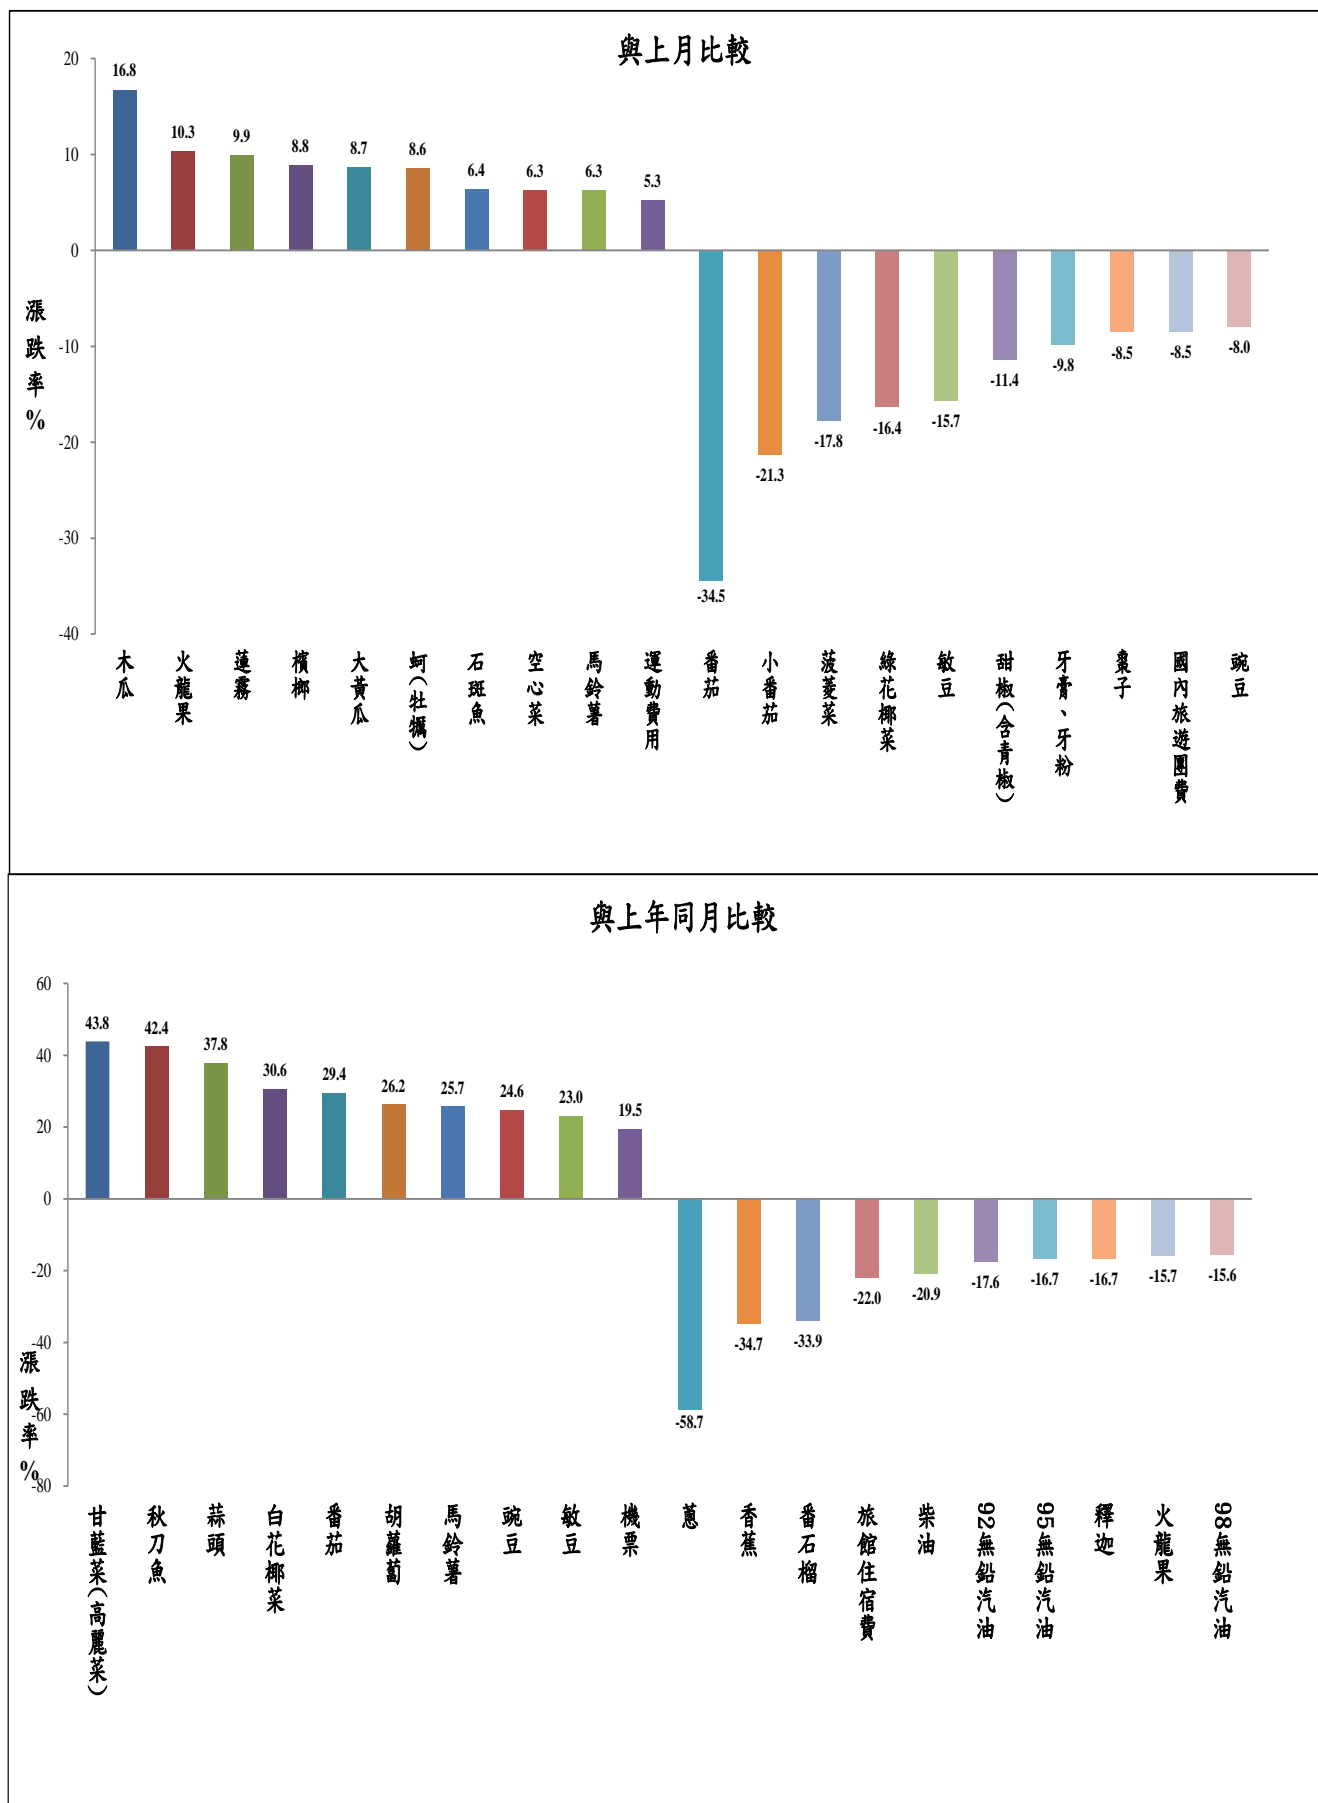 與上月比較
20
10
0
-10
-20
-30
-40
漲跌率%
16.8
10.3
9.9
8.8
8.7
8.6
6.4
6.3
6.3
5.3
-34.5
-21.3
-17.8
-16.4
-15.7
-11.4
-9.8
-8.5
-8.5
-8.0
木瓜
火龍果
蓮霧
檳榔
大黃瓜
蚵(牡蠣)
石斑魚
空心菜
馬鈴薯
運動費用
番茄
小番茄
菠菱菜
綠花椰菜
敏豆
甜椒(含青椒)
牙膏、牙粉
棗子
國內旅遊團費
豌豆
與上年同月比較
60
40
20
0
-20
-40
-60
-80
漲跌率%
43.8
42.4
37.8
30.6
29.4
26.2
25.7
24.6
23.0
19.5
-58.7
-34.7
-33.9
-22.0
-20.9
-17.6
-16.7
-16.7
-15.7
-15.6
甘藍菜(高麗菜)
秋刀魚
蒜頭
白花椰菜
番茄
胡蘿蔔
馬鈴薯
豌豆
敏豆
機票
蔥
香蕉
番石榴
旅館住宿費
柴油
92無鉛汽油
95無鉛汽油
釋迦
火龍果
98無鉛汽油